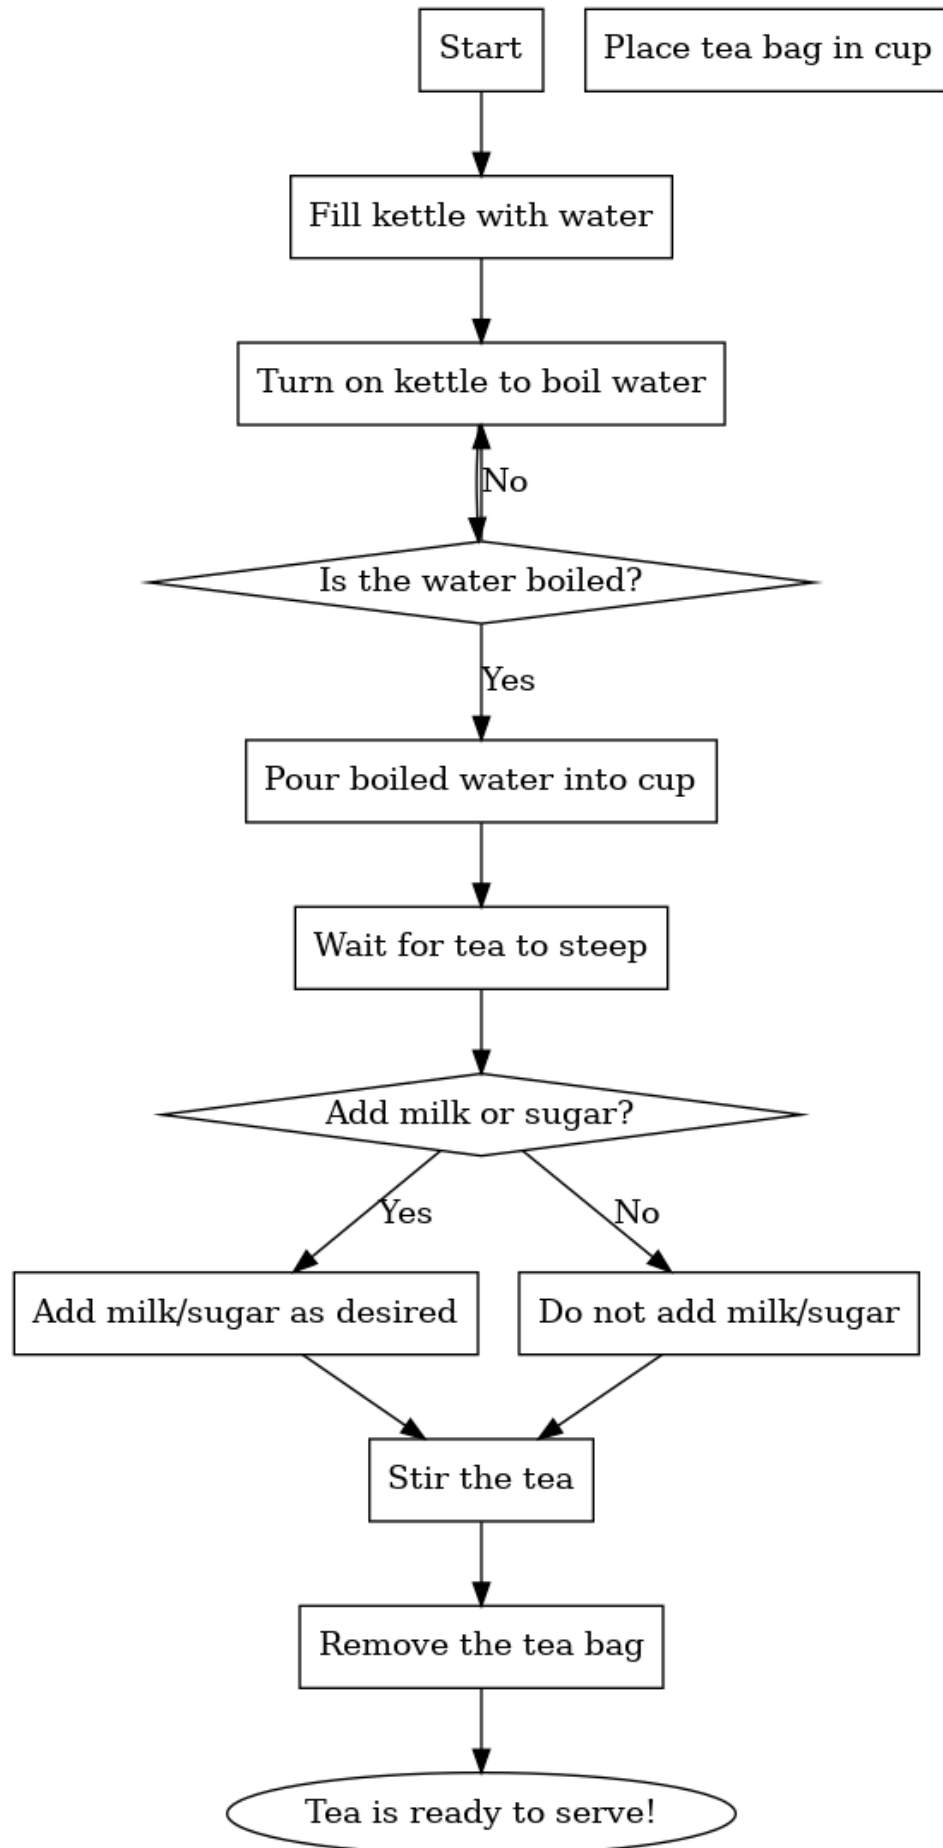 Start
Place tea bag in cup
Fill kettle with water
Turn on kettle to boil water
No
Is the water boiled?
Yes
Pour boiled water into cup
Wait for tea to steep
Add milk or sugar?
Yes
No
Add milk/sugar as desired
Do not add milk/sugar
Stir the tea
Remove the tea bag
Tea is ready to serve!